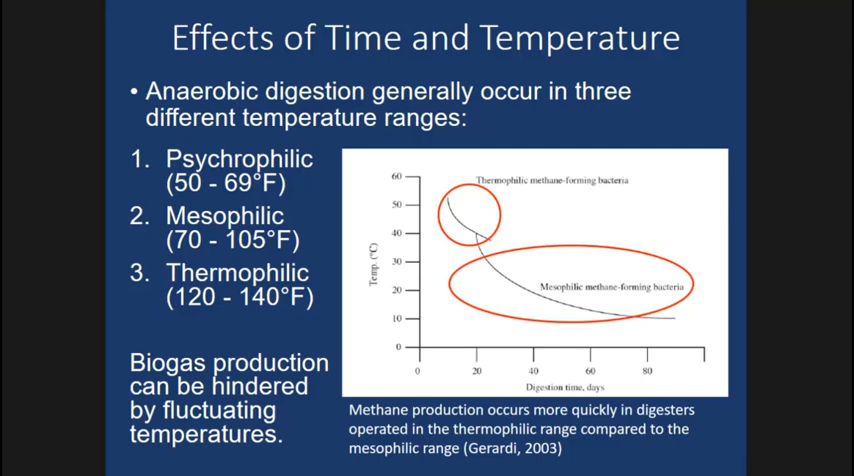 Effects of Time and Temperature
• Anaerobic digestion generally occur in three
different temperature ranges:
1. Psychrophilic
(50 - 69°F)
2. Mesophilic
(70 - 105°F)
3. Thermophilic
(120 - 140°F)
Biogas production
can be hindered
by fluctuating
temperatures.
Thermophilic methane-forming bacteria
Mesophilic methane-forming bacteria
Temp. (°C)
60
50
40
30
20
10
0
0 20 40 60 80
Digestion time, days
Methane production occurs more quickly in digesters
operated in the thermophilic range compared to the
mesophilic range (Gerardi, 2003)